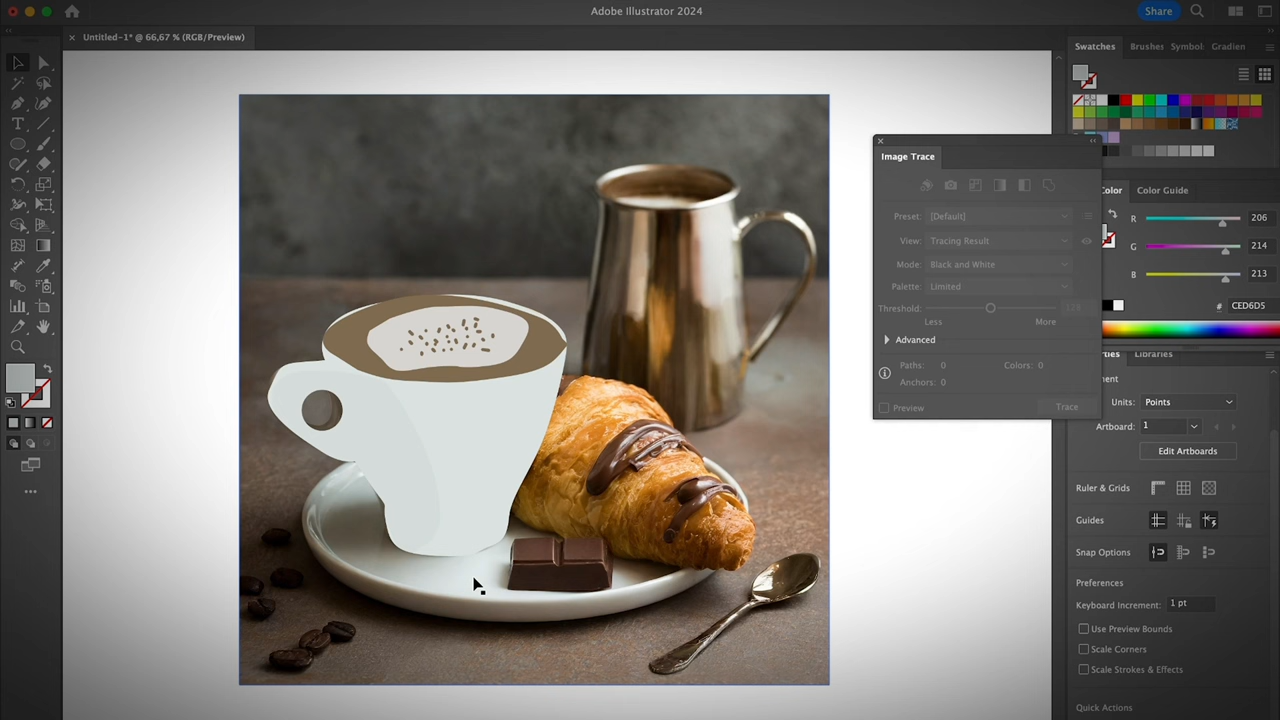 Adobe Illustrator 2024
Share
Untitled-1* @ 66,67 % (RGB/Preview)
Swatches
Brushes
Symbol
Gradien
Image Trace
Preset:
[Default]
View:
Tracing Result
Mode:
Black and White
Palette:
Limited
Threshold:
128
Less
More
Advanced
Paths: 0
Colors: 0
Anchors: 0
Preview
Trace
Color
Color Guide
R
206
G
214
B
213
#
CED6D5
rties
Libraries
ment
Units:
Points
Artboard:
1
Edit Artboards
Ruler & Grids
Guides
Snap Options
Preferences
Keyboard Increment:
1 pt
Use Preview Bounds
Scale Corners
Scale Strokes & Effects
Quick Actions